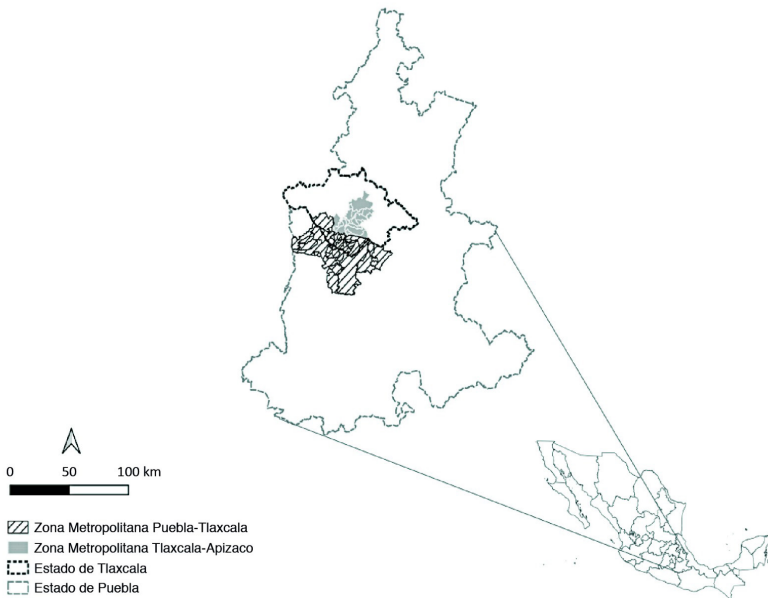 0 50 100 km
Zona Metropolitana Puebla-Tlaxcala
Zona Metropolitana Tlaxcala-Apizaco
Estado de Tlaxcala
Estado de Puebla